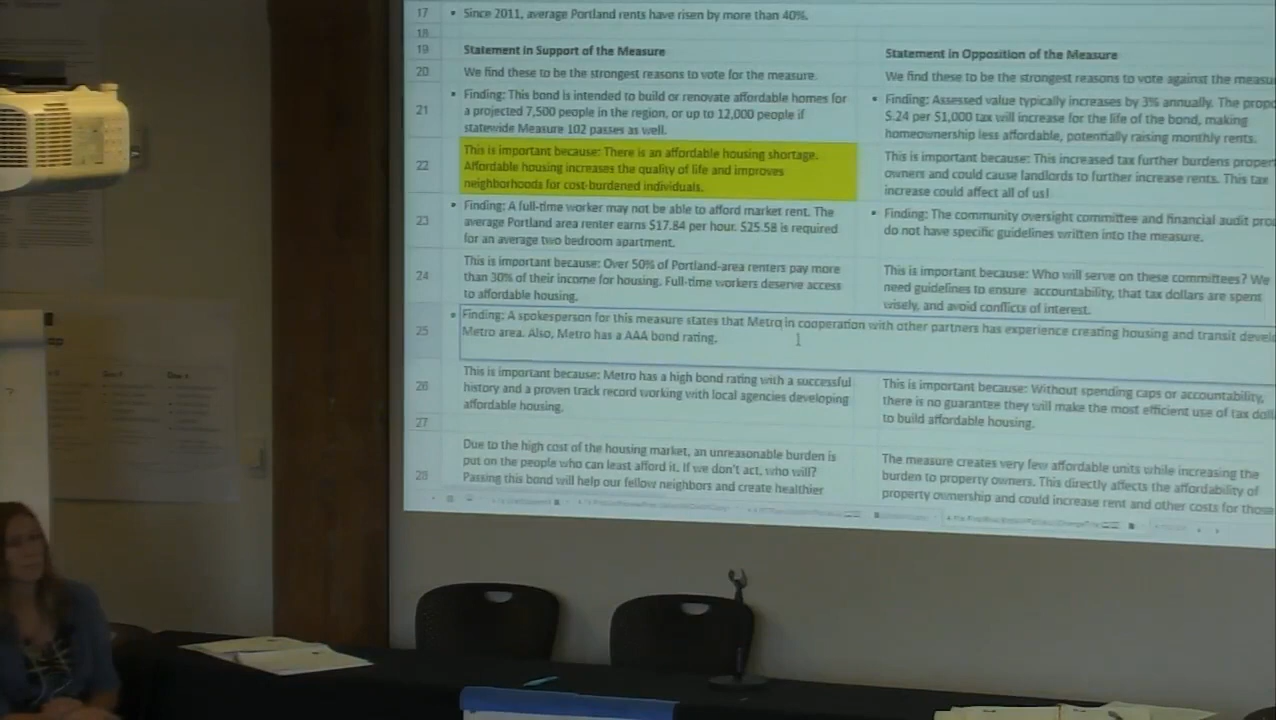 17 • Since 2011, average Portland rents have risen by more than 40%.
18
19 Statement in Support of the Measure
20 We find these to be the strongest reasons to vote for the measure.
21 • Finding: This bond is intended to build or renovate affordable homes for
a projected 7,500 people in the region, or up to 12,000 people if
statewide Measure 102 passes as well.
22 This is important because: There is an affordable housing shortage.
Affordable housing increases the quality of life and improves
neighborhoods for cost-burdened individuals.
23 • Finding: A full-time worker may not be able to afford market rent. The
average Portland area renter earns $17.84 per hour. $25.58 is required
for an average two bedroom apartment.
24 This is important because: Over 50% of Portland-area renters pay more
than 30% of their income for housing. Full-time workers deserve access
to affordable housing.
25 • Finding: A spokesperson for this measure states that Metro in cooperation with other partners has experience creating housing and transit devel
Metro area. Also, Metro has a AAA bond rating.
26 This is important because: Metro has a high bond rating with a successful
history and a proven track record working with local agencies developing
affordable housing.
27
28 Due to the high cost of the housing market, an unreasonable burden is
put on the people who can least afford it. If we don't act, who will?
Passing this bond will help our fellow neighbors and create healthier
Statement in Opposition of the Measure
We find these to be the strongest reasons to vote against the measu
• Finding: Assessed value typically increases by 3% annually. The propo
$.24 per $1,000 tax will increase for the life of the bond, making
homeownership less affordable, potentially raising monthly rents.
This is important because: This increased tax further burdens proper
owners and could cause landlords to further increase rents. This tax
increase could affect all of us!
• Finding: The community oversight committee and financial audit pro
do not have specific guidelines written into the measure.
This is important because: Who will serve on these committees? We
need guidelines to ensure accountability, that tax dollars are spent
wisely, and avoid conflicts of interest.
This is important because: Without spending caps or accountability,
there is no guarantee they will make the most efficient use of tax doll
to build affordable housing.
The measure creates very few affordable units while increasing the
burden to property owners. This directly affects the affordability of
property ownership and could increase rent and other costs for those